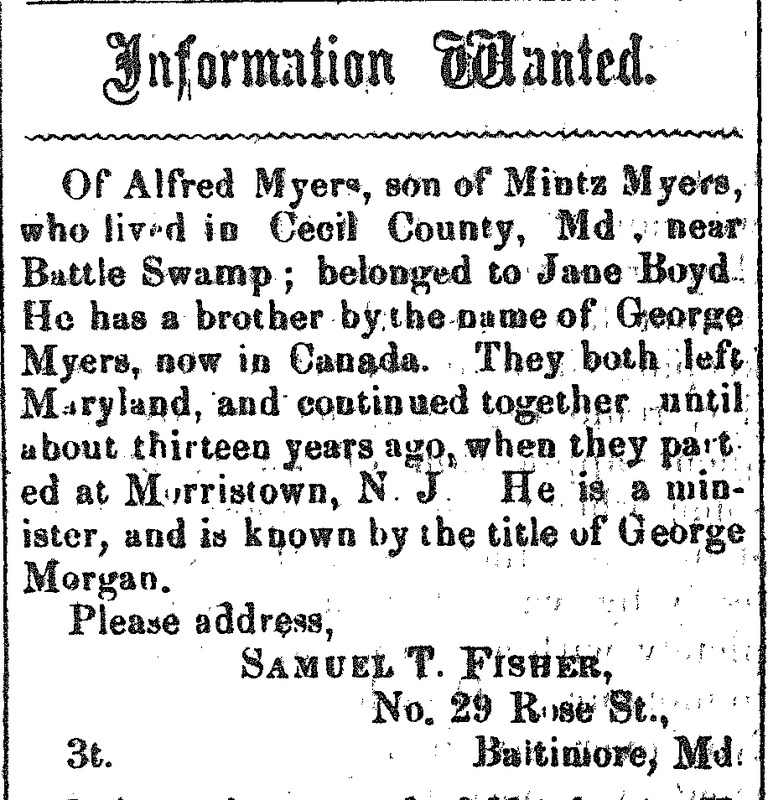 Information Wanted.
Of Alfred Myers, son of Mintz Myers,
who lived in Cecil County, Md , near
Battle Swamp ; belonged to Jane Boyd.
He has a brother by the name of George
Myers, now in Canada. They both left
Maryland, and continued together until
about thirteen years ago, when they part
ed at Morristown, N. J. He is a min-
ister, and is known by the title of George
Morgan.
Please address,
SAMUEL T. FISHER,
No. 29 Rose St.,
3t. Baltimore, Md.